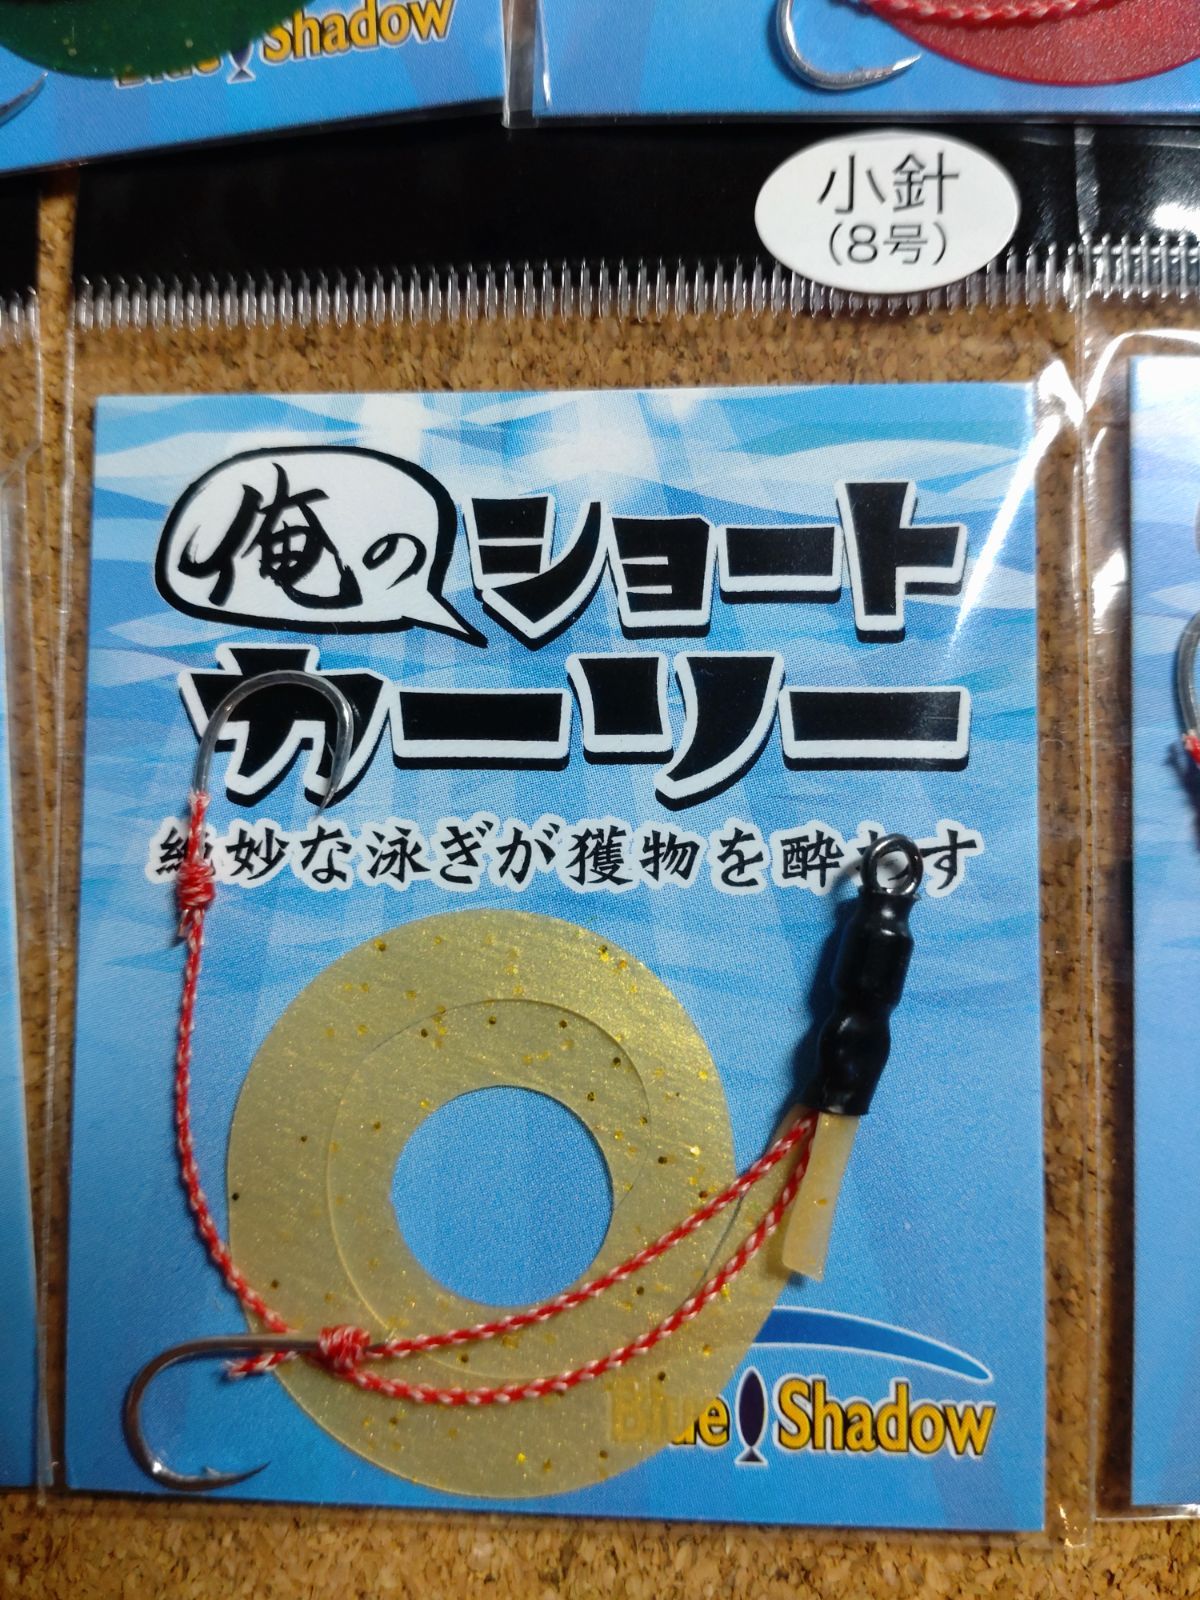 Blue Shadow
小針
(8号)
俺のショート
カーリー
絶妙な泳ぎが獲物を酔わす
Blue Shadow